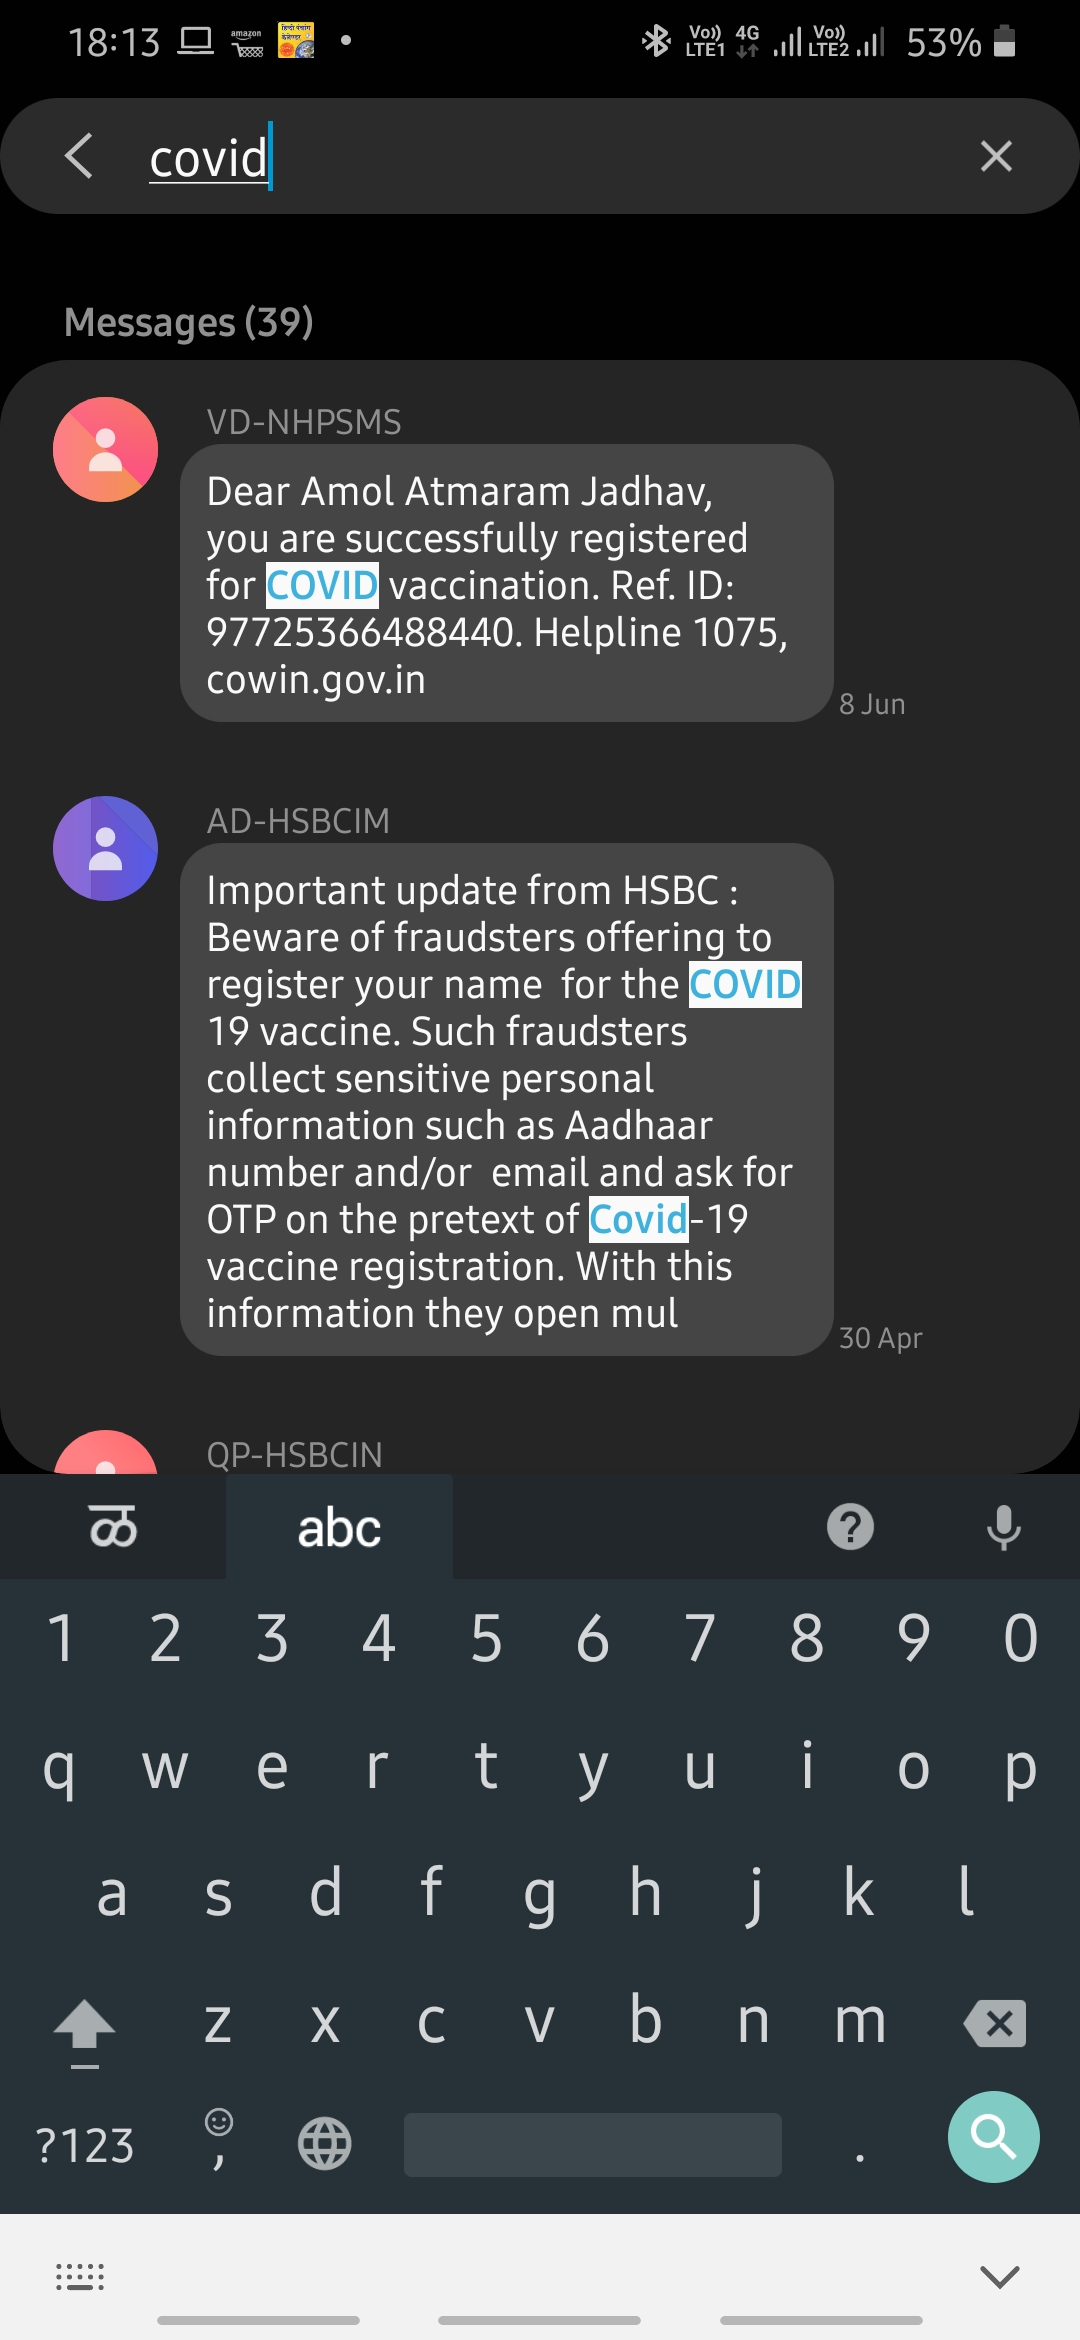 18:13 amazon Vo)) LTE1 4G Vo)) LTE2 53%
covid
Messages (39)
VD-NHPSMS
Dear Amol Atmaram Jadhav,
you are successfully registered
for COVID vaccination. Ref. ID:
97725366488440. Helpline 1075,
cowin.gov.in
8 Jun
AD-HSBCIM
Important update from HSBC :
Beware of fraudsters offering to
register your name  for the COVID
19 vaccine. Such fraudsters
collect sensitive personal
information such as Aadhaar
number and/or  email and ask for
OTP on the pretext of Covid-19
vaccine registration. With this
information they open mul
30 Apr
QP-HSBCIN
ळ abc ?
1 2 3 4 5 6 7 8 9 0
q w e r t y u i o p
a s d f g h j k l
z x c v b n m
?123 , .